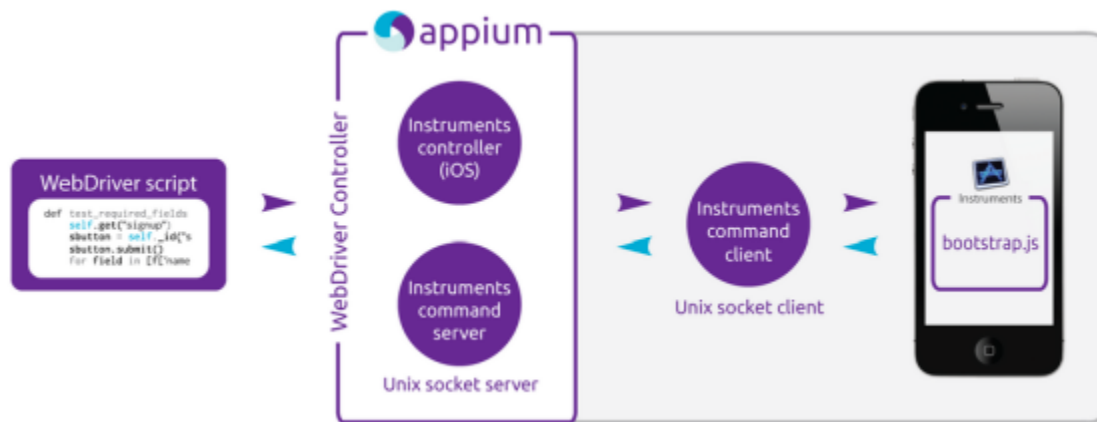 appium
WebDriver script
def test_required_fields
self.get("signup")
sbutton = self._id("s
sbutton.submit()
for field in [f['name
WebDriver Controller
Instruments
controller
(iOS)
Instruments
command
server
Unix socket server
Instruments
command
client
Unix socket client
Instruments
bootstrap.js